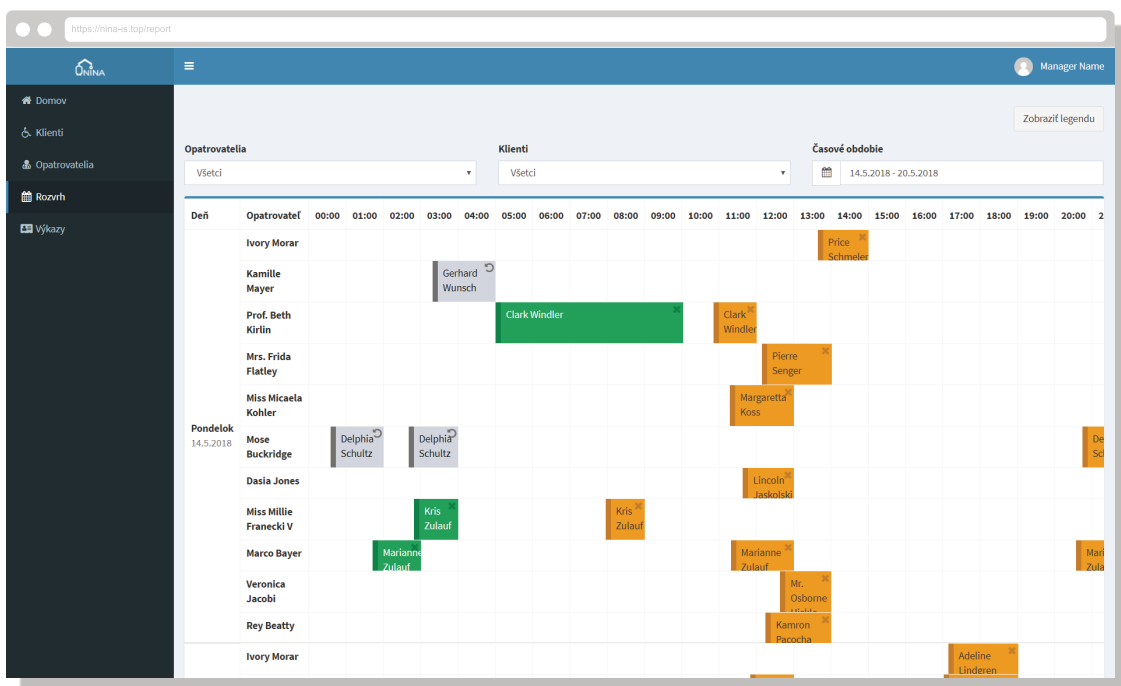 https://nina-is.top/report
NINA
Manager Name
Domov
Klienti
Opatrovatelia
Rozvrh
Výkazy
Zobraziť legendu
Opatrovatelia
Klienti
Časové obdobie
Všetci
Všetci
14.5.2018 - 20.5.2018
Deň Opatrovateľ 00:00 01:00 02:00 03:00 04:00 05:00 06:00 07:00 08:00 09:00 10:00 11:00 12:00 13:00 14:00 15:00 16:00 17:00 18:00 19:00 20:00 2
Pondelok
14.5.2018
Ivory Morar
Price
Schmeler
Kamille
Mayer
Gerhard
Wunsch
Prof. Beth
Kirlin
Clark Windler
Clark
Windler
Mrs. Frida
Flatley
Pierre
Senger
Miss Micaela
Kohler
Margaretta
Koss
Mose
Buckridge
Delphia
Schultz
Delphia
Schultz
De
Sch
Dasia Jones
Lincoln
Jaskolski
Miss Millie
Franecki V
Kris
Zulauf
Kris
Zulauf
Marco Bayer
Marianne
Zulauf
Marianne
Zulauf
Mari
Zula
Veronica
Jacobi
Mr.
Osborne
Rey Beatty
Kamron
Pacocha
Ivory Morar
Adeline
Lindgren